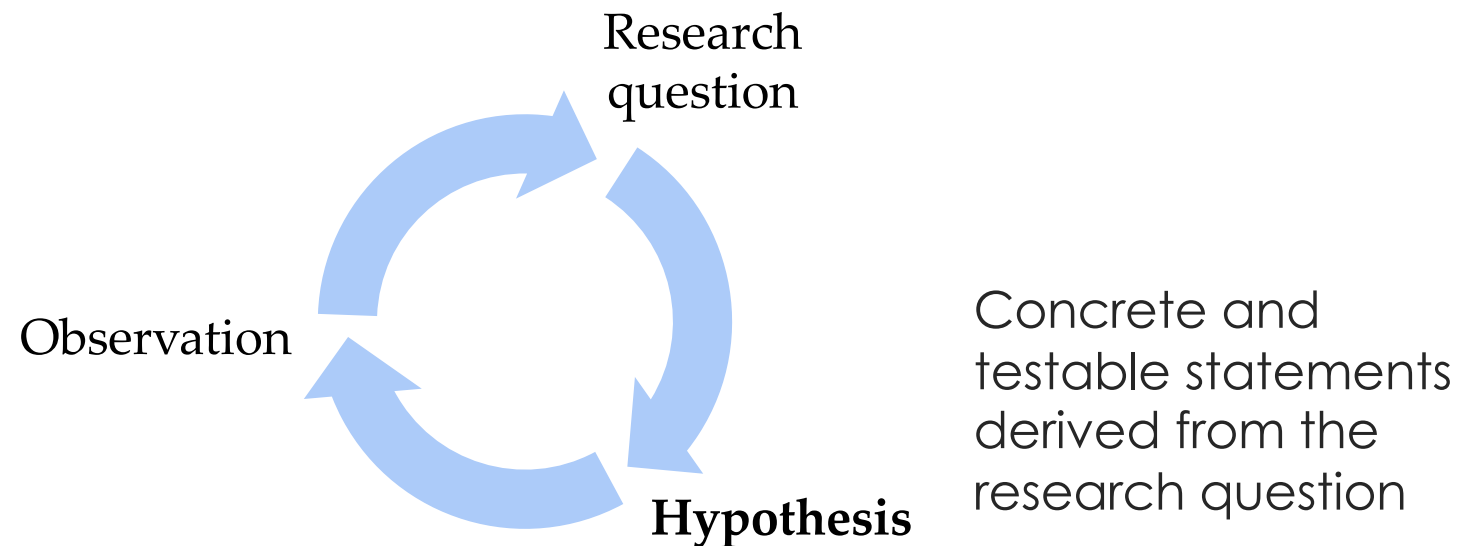 Research
question
Observation
Hypothesis
Concrete and
testable statements
derived from the
research question